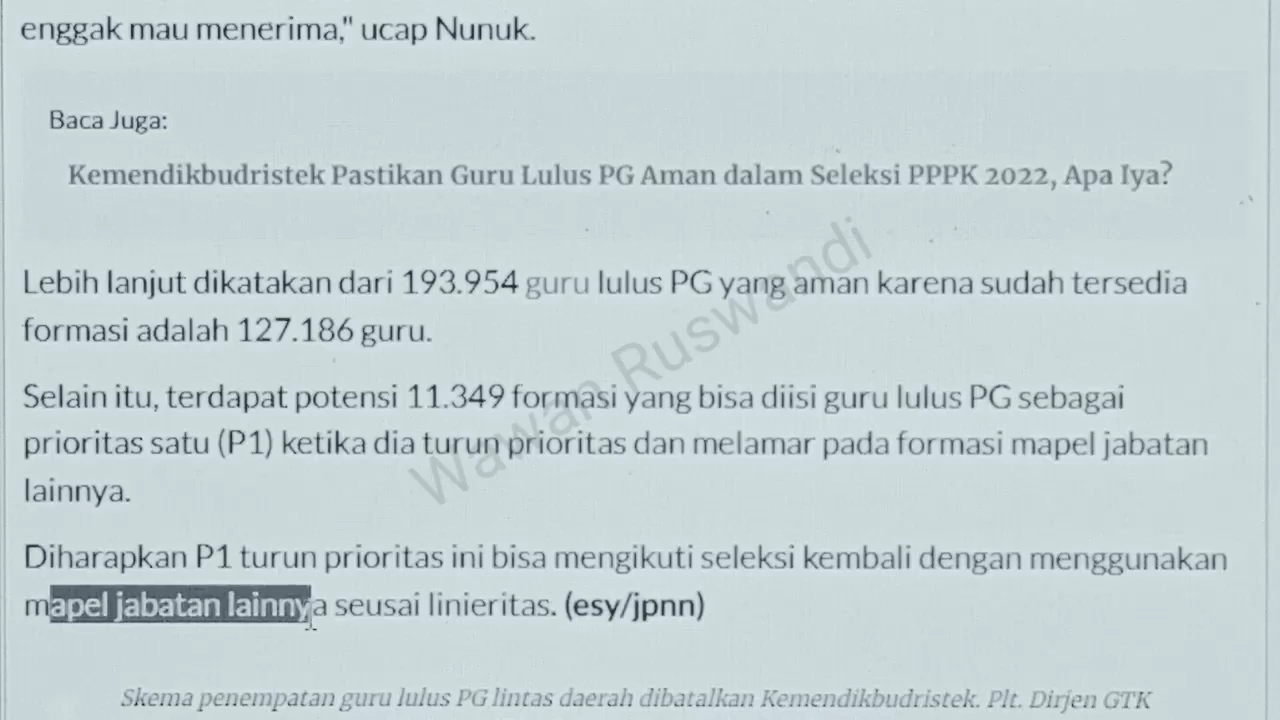 enggak mau menerima," ucap Nunuk.
Baca Juga:
Kemendikbudristek Pastikan Guru Lulus PG Aman dalam Seleksi PPPK 2022, Apa Iya?
Lebih lanjut dikatakan dari 193.954 guru lulus PG yang aman karena sudah tersedia
formasi adalah 127.186 guru.
Selain itu, terdapat potensi 11.349 formasi yang bisa diisi guru lulus PG sebagai
prioritas satu (P1) ketika dia turun prioritas dan melamar pada formasi mapel jabatan
lainnya.
Diharapkan P1 turun prioritas ini bisa mengikuti seleksi kembali dengan menggunakan
mapel jabatan lainnya seusai linieritas. (esy/jpnn)
Skema penempatan guru lulus PG lintas daerah dibatalkan Kemendikbudristek. Plt. Dirjen GTK
Wawan Ruswandi